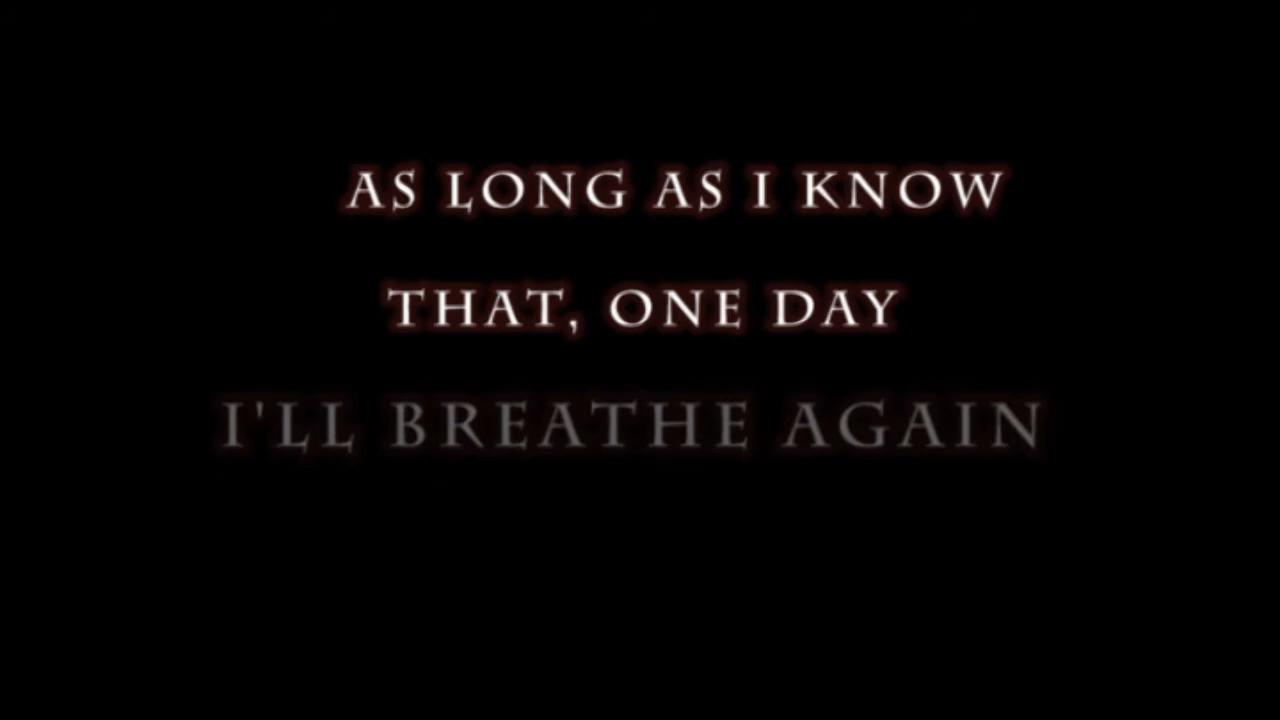 AS LONG AS I KNOW
THAT, ONE DAY
I'LL BREATHE AGAIN